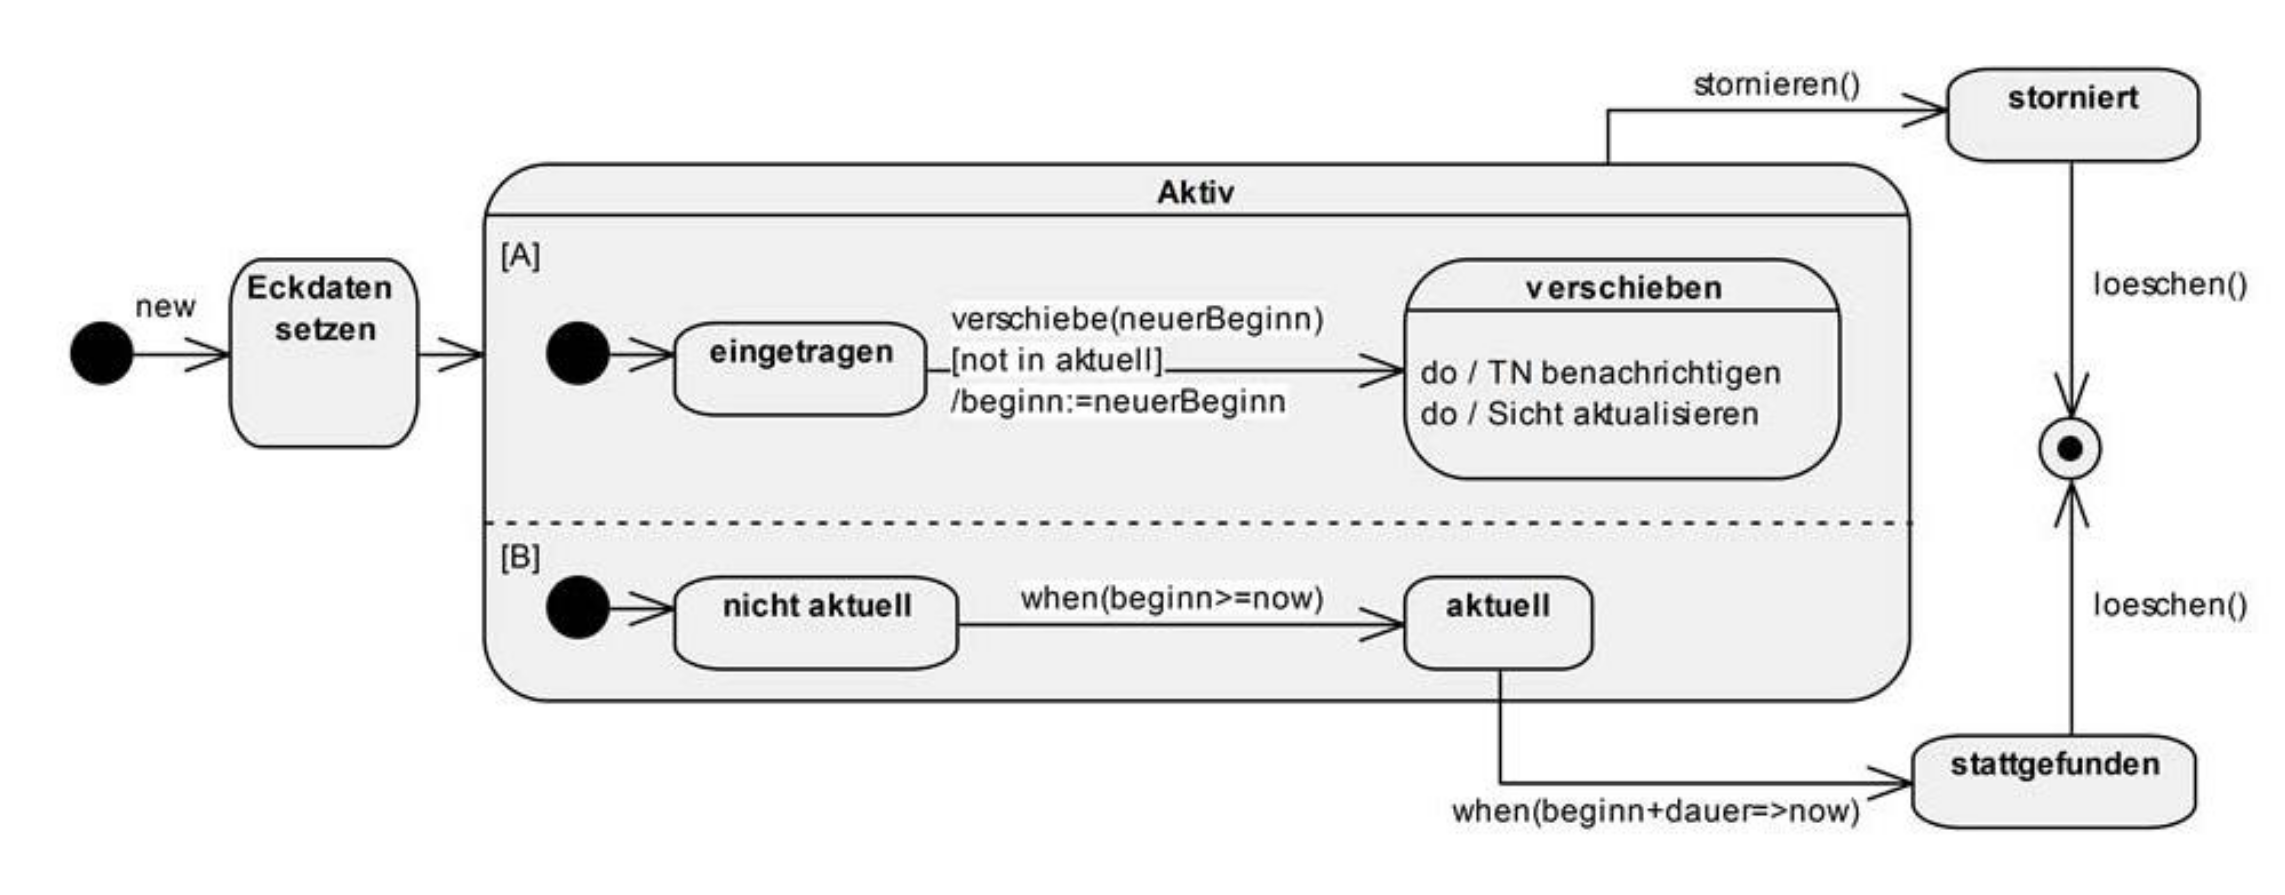 stornieren()
storniert
Aktiv
[A]
new
Eckdaten
setzen
eingetragen
verschiebe(neuerBeginn)
[not in aktuell]
/beginn:=neuerBeginn
verschieben
do / TN benachrichtigen
do / Sicht aktualisieren
loeschen()
[B]
nicht aktuell
when(beginn>=now)
aktuell
loeschen()
stattgefunden
when(beginn+dauer=>now)